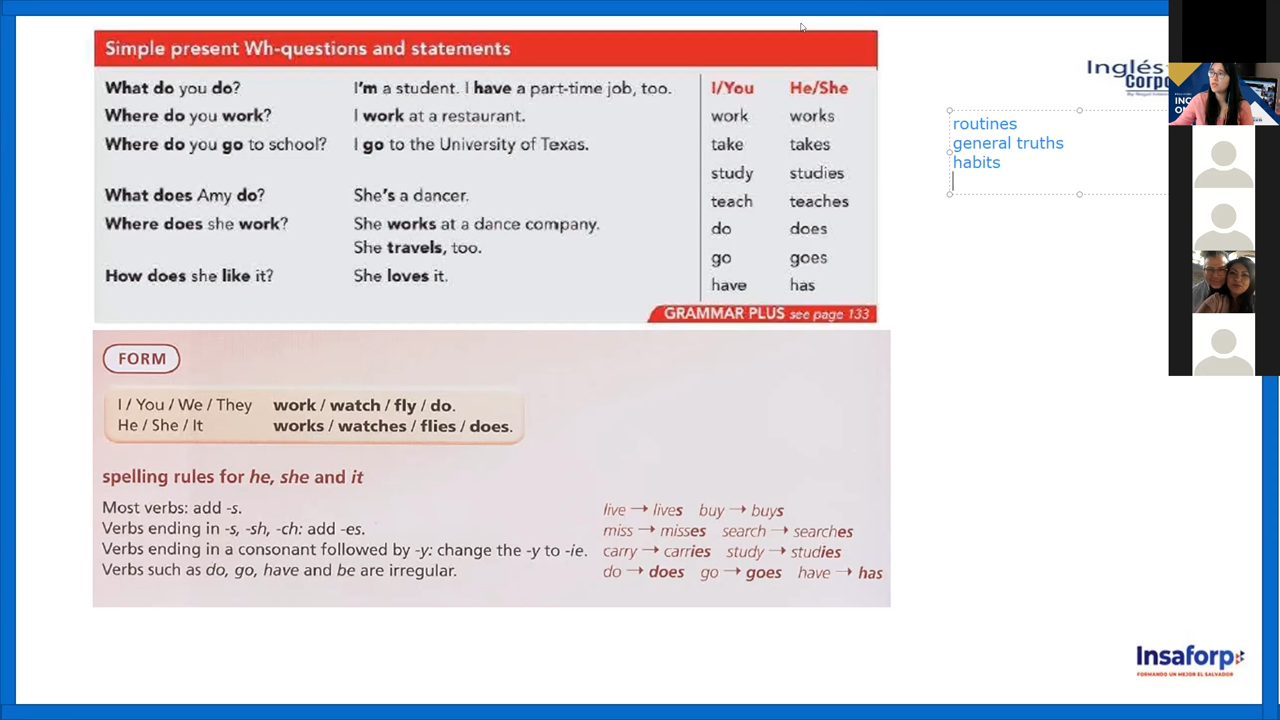 Simple present Wh-questions and statements
What do you do? I'm a student. I have a part-time job, too. I/You He/She
Where do you work? I work at a restaurant. work works
Where do you go to school? I go to the University of Texas. take takes
study studies
What does Amy do? She's a dancer. teach teaches
Where does she work? She works at a dance company. do does
She travels, too.
How does she like it? She loves it. go goes
have has
GRAMMAR PLUS see page 133
FORM
I / You / We / They work / watch / fly / do.
He / She / It works / watches / flies / does.
spelling rules for he, she and it
Most verbs: add -s. live → lives buy → buys
Verbs ending in -s, -sh, -ch: add -es. miss → misses search → searches
Verbs ending in a consonant followed by -y: change the -y to -ie. carry → carries study → studies
Verbs such as do, go, have and be are irregular. do → does go → goes have → has
Inglés
Corp
routines
general truths
habits
Insaforp
FORMANDO UN MEJOR EL SALVADOR